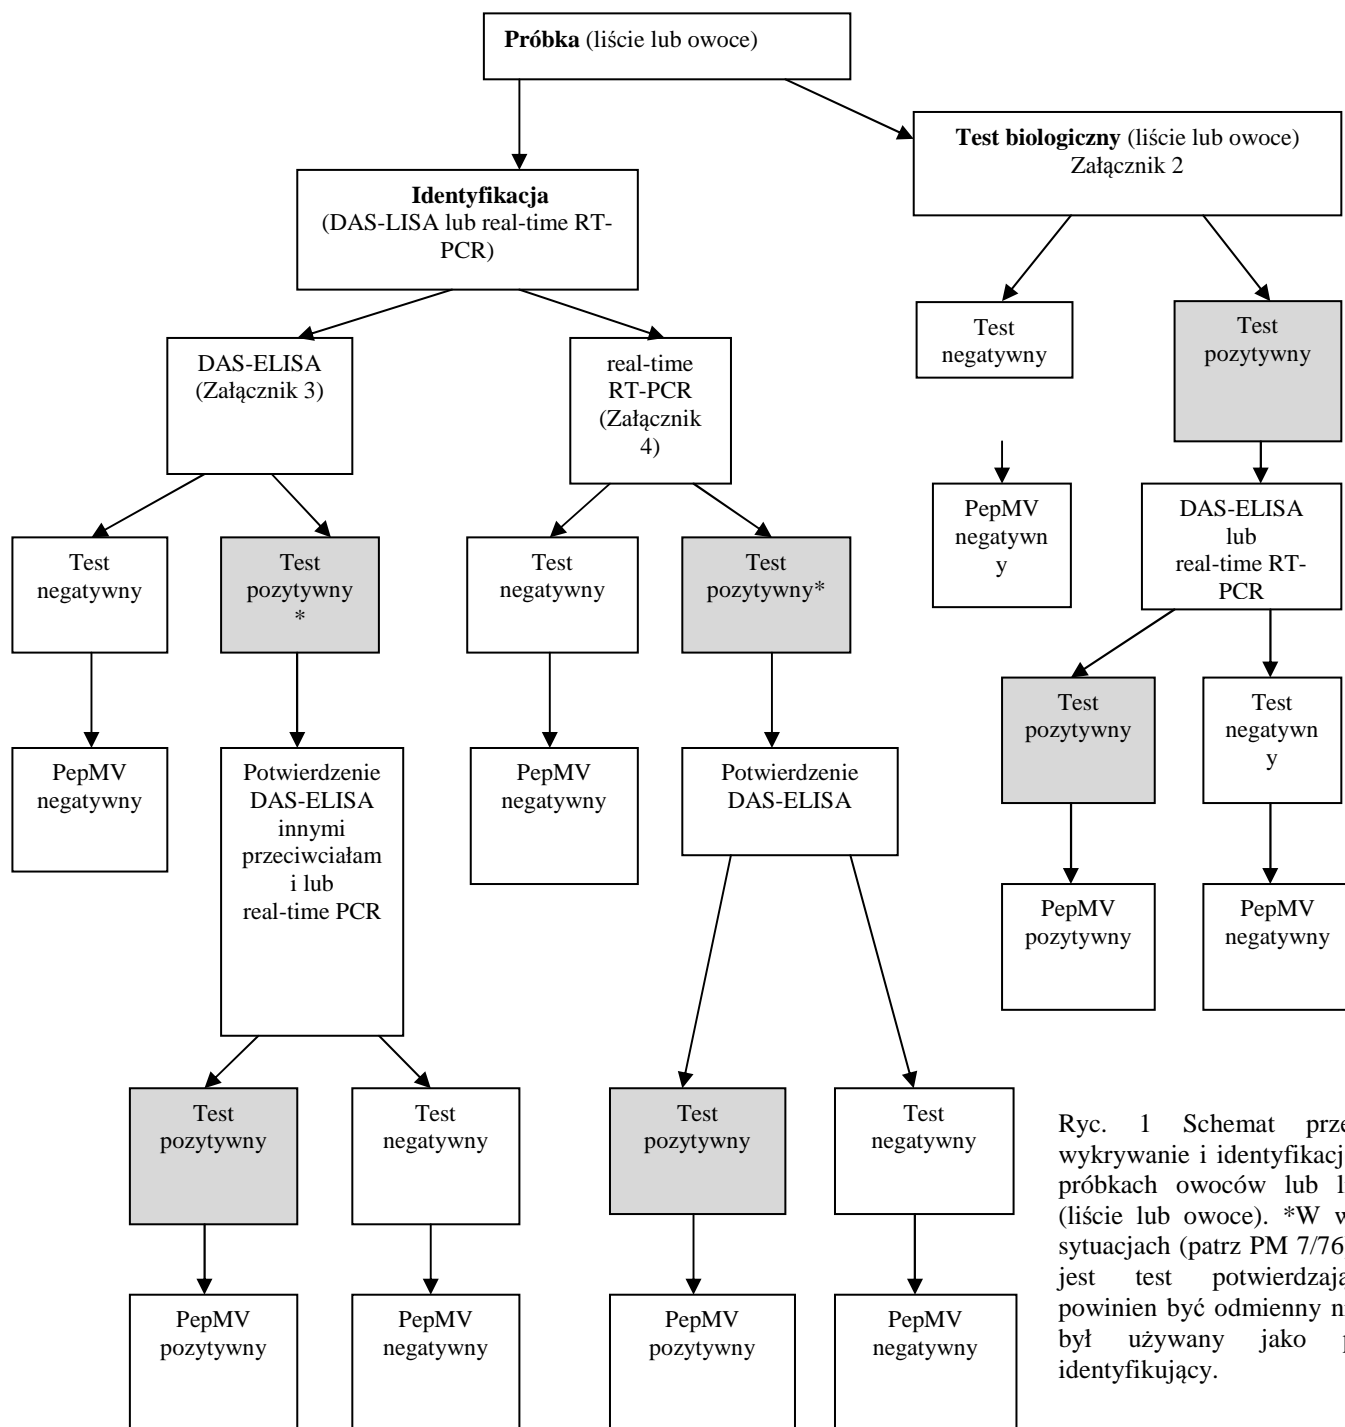 Próbka (liście lub owoce)
Test biologiczny (liście lub owoce)
Załącznik 2
Identyfikacja
(DAS-LISA lub real-time RT-
PCR)
Test
negatywny
Test
pozytywny
DAS-ELISA
(Załącznik 3)
real-time
RT-PCR
(Załącznik
4)
PepMV
negatywn
y
DAS-ELISA
lub
real-time RT-
PCR
Test
negatywny
Test
pozytywny
*
Test
negatywny
Test
pozytywny*
Test
pozytywny
Test
negatywn
y
PepMV
negatywny
Potwierdzenie
DAS-ELISA
innymi
przeciwciałam
i lub
real-time PCR
PepMV
negatywny
Potwierdzenie
DAS-ELISA
PepMV
pozytywny
PepMV
negatywny
Test
pozytywny
Test
negatywny
Test
pozytywny
Test
negatywny
PepMV
pozytywny
PepMV
negatywny
PepMV
pozytywny
PepMV
negatywny
Ryc. 1 Schemat prze
wykrywanie i identyfikacj
próbkach owoców lub l
(liście lub owoce). *W w
sytuacjach (patrz PM 7/76
jest test potwierdzają
powinien być odmienny n
był używany jako p
identyfikujący.